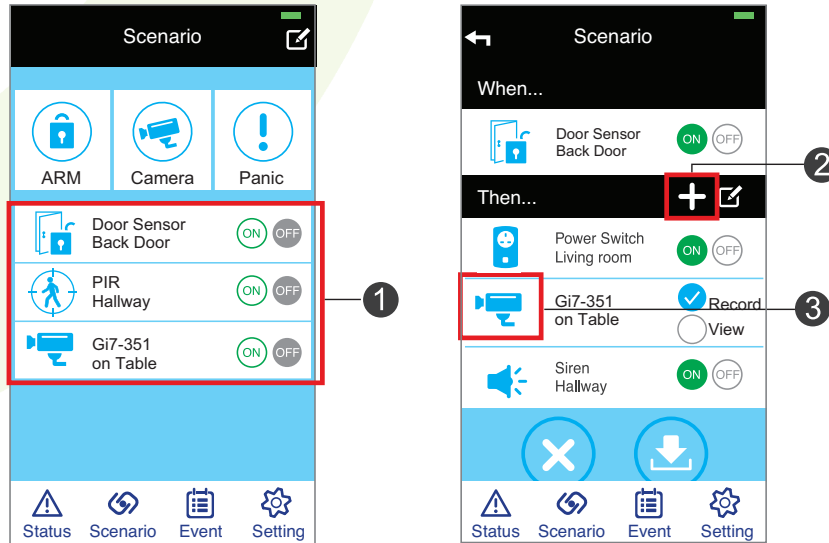 Scenario
ARM
Camera
Panic
Door Sensor
Back Door
ON OFF
PIR
Hallway
ON OFF
Gi7-351
on Table
ON OFF
1
Status
Scenario
Event
Setting
Scenario
When...
Door Sensor
Back Door
ON OFF
2
Then...
Power Switch
Living room
ON OFF
Gi7-351
on Table
Record
View
3
Siren
Hallway
ON OFF
Status
Scenario
Event
Setting